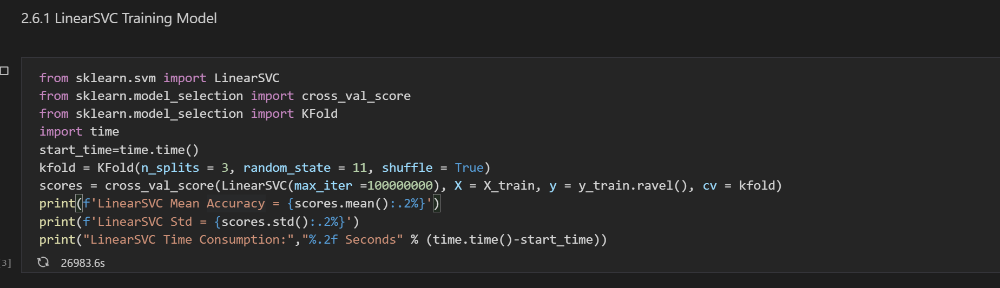 2.6.1 LinearSVC Training Model
from sklearn.svm import LinearSVC
from sklearn.model_selection import cross_val_score
from sklearn.model_selection import KFold
import time
start_time=time.time()
kfold = KFold(n_splits = 3, random_state = 11, shuffle = True)
scores = cross_val_score(LinearSVC(max_iter =100000000), X = X_train, y = y_train.ravel(), cv = kfold)
print(f'LinearSVC Mean Accuracy = {scores.mean():.2%}')
print(f'LinearSVC Std = {scores.std():.2%}')
print("LinearSVC Time Consumption:","%.2f Seconds" % (time.time()-start_time))
3] 26983.6s